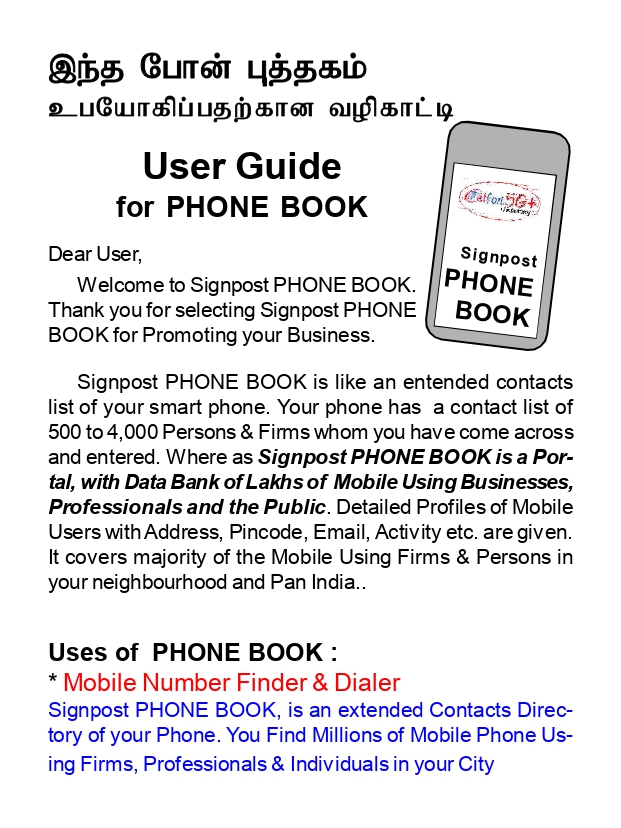 இந்த போன் புத்தகம்
உபயோகிப்பதற்கான வழிகாட்டி
User Guide
for PHONE BOOK
5G+
Signpost
PHONE
BOOK
Dear User,
Welcome to Signpost PHONE BOOK.
Thank you for selecting Signpost PHONE
BOOK for Promoting your Business.
Signpost PHONE BOOK is like an entended contacts
list of your smart phone. Your phone has a contact list of
500 to 4,000 Persons & Firms whom you have come across
and entered. Where as Signpost PHONE BOOK is a Por-
tal, with Data Bank of Lakhs of Mobile Using Businesses,
Professionals and the Public. Detailed Profiles of Mobile
Users with Address, Pincode, Email, Activity etc. are given.
It covers majority of the Mobile Using Firms & Persons in
your neighbourhood and Pan India..
Uses of PHONE BOOK :
* Mobile Number Finder & Dialer
Signpost PHONE BOOK, is an extended Contacts Direc-
tory of your Phone. You Find Millions of Mobile Phone Us-
ing Firms, Professionals & Individuals in your City